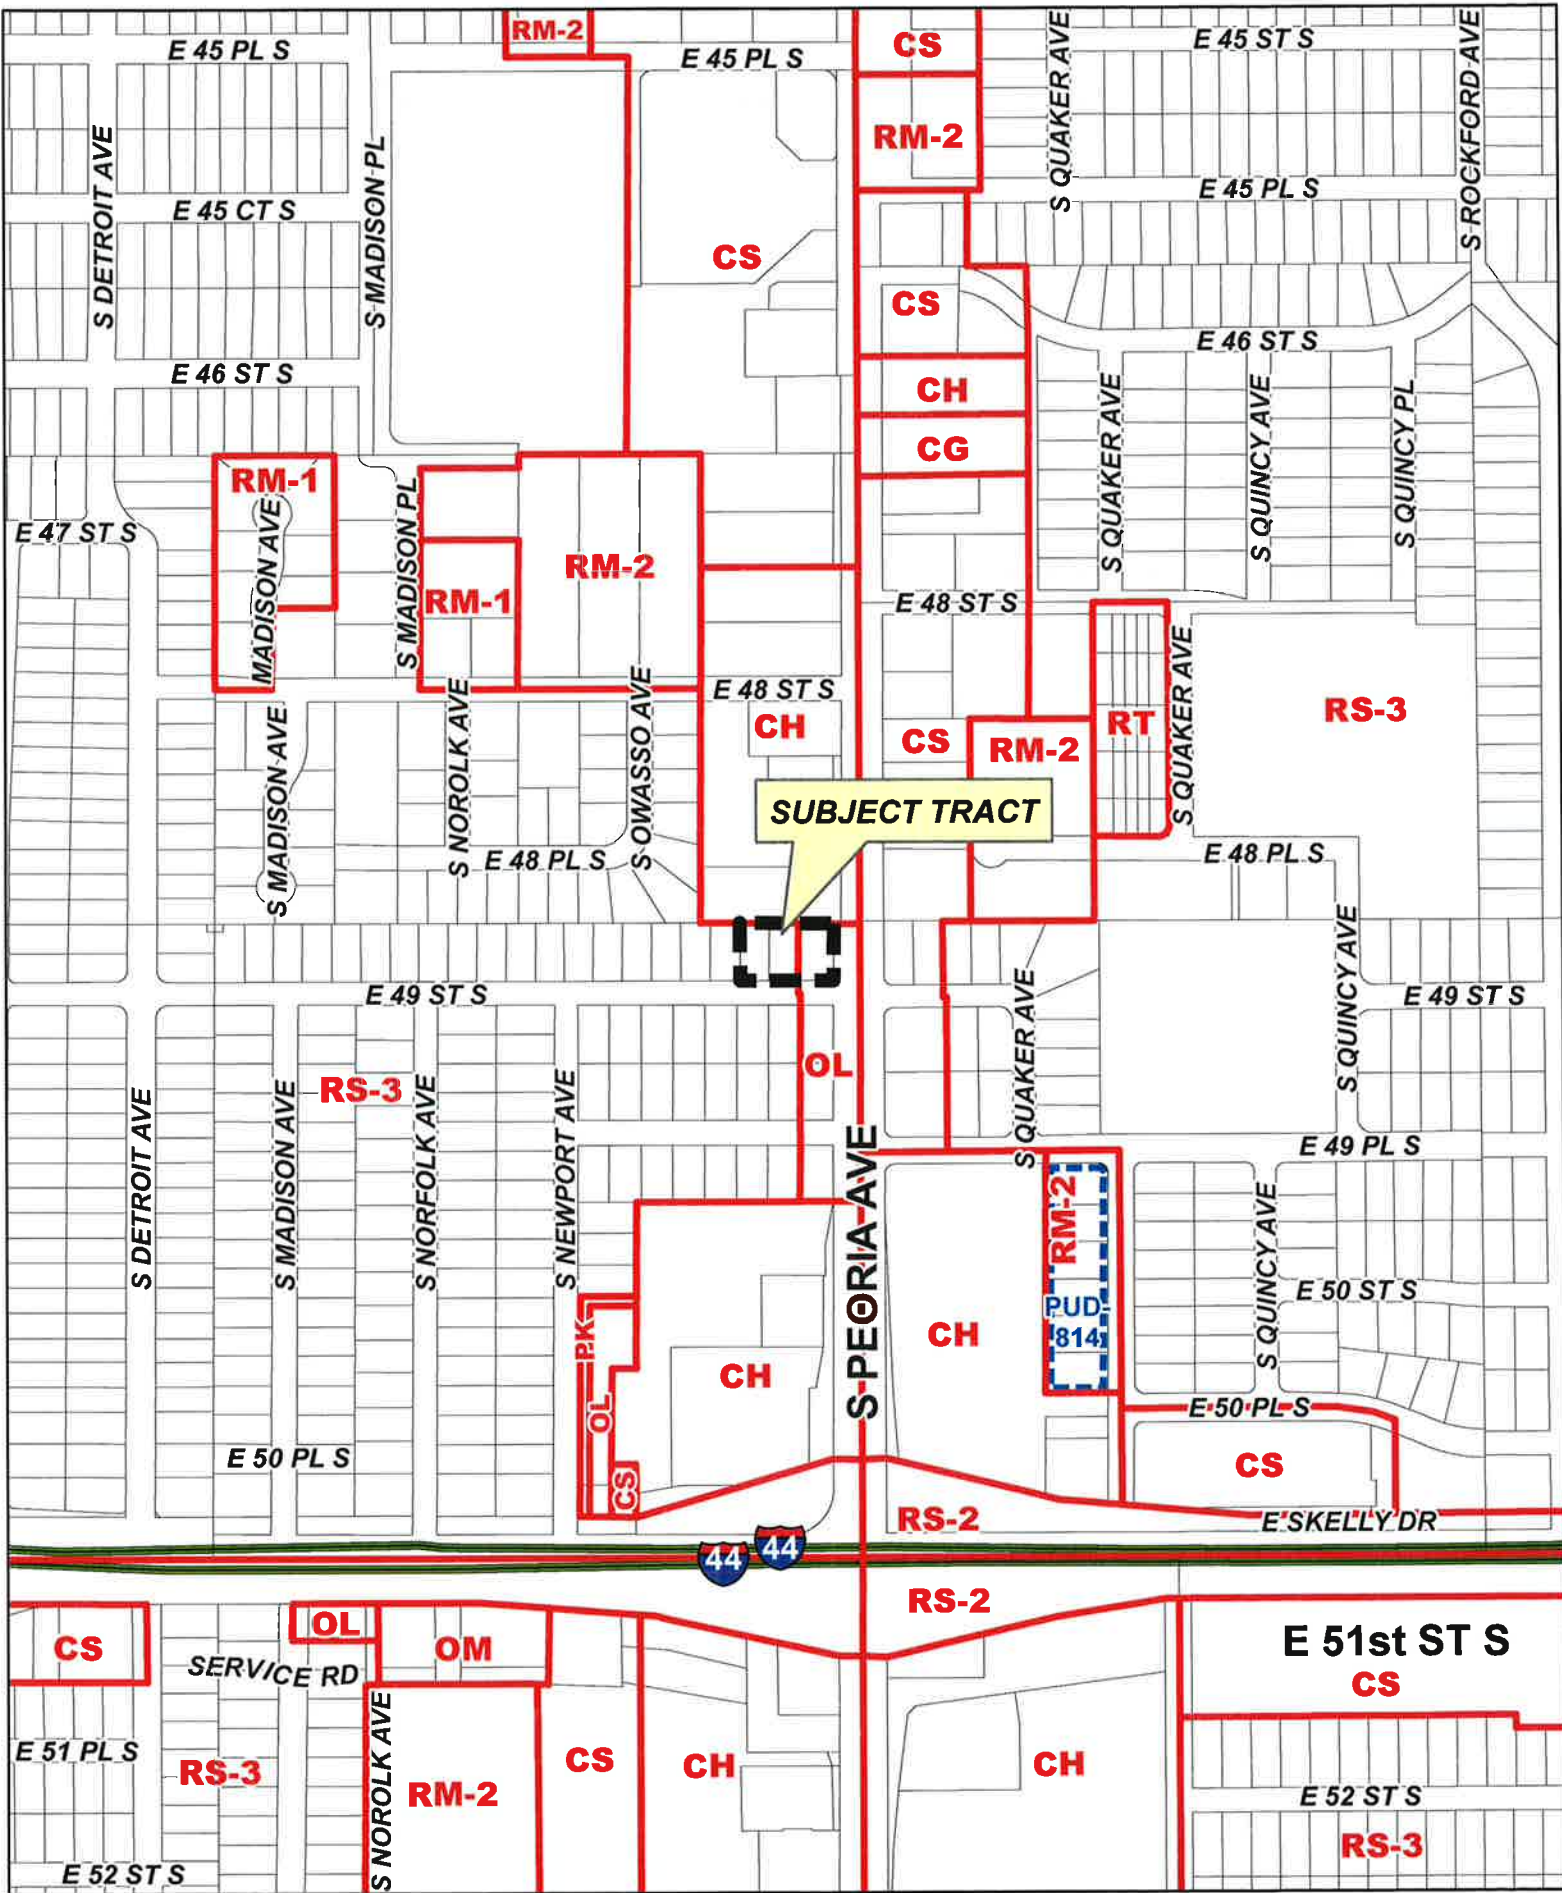 RM-2
E 45 PL S
E 45 PL S
CS
S QUAKER AVE
E 45 ST S
S ROCKFORD AVE
RM-2
S DETROIT AVE
S MADISON PL
E 45 CT S
E 45 PL S
CS
CS
E 46 ST S
E 46 ST S
CH
CG
S QUAKER AVE
S QUINCY AVE
S QUINCY PL
RM-1
MADISON AVE
S MADISON PL
E 47 ST S
RM-2
RM-1
E 48 ST S
S QUAKER AVE
E 48 ST S
CH
CS
RM-2
RT
RS-3
S MADISON AVE
S NOROLK AVE
S OWASSO AVE
SUBJECT TRACT
E 48 PL S
E 48 PL S
S QUINCY AVE
E 49 ST S
S QUAKER AVE
E 49 ST S
OL
RS-3
S DETROIT AVE
S MADISON AVE
S NORFOLK AVE
S NEWPORT AVE
S PEORIA AVE
E 49 PL S
RM-2
S QUINCY AVE
E 50 ST S
PUD-
814
PK
CH
CH
OL
E 50 PL S
E 50 PL S
CS
CS
RS-2
E SKELLY DR
44
44
RS-2
CS
OL
OM
SERVICE RD
E 51st ST S
CS
S NOROLK AVE
E 51 PL S
RS-3
CS
CH
CH
RM-2
E 52 ST S
RS-3
E 52 ST S